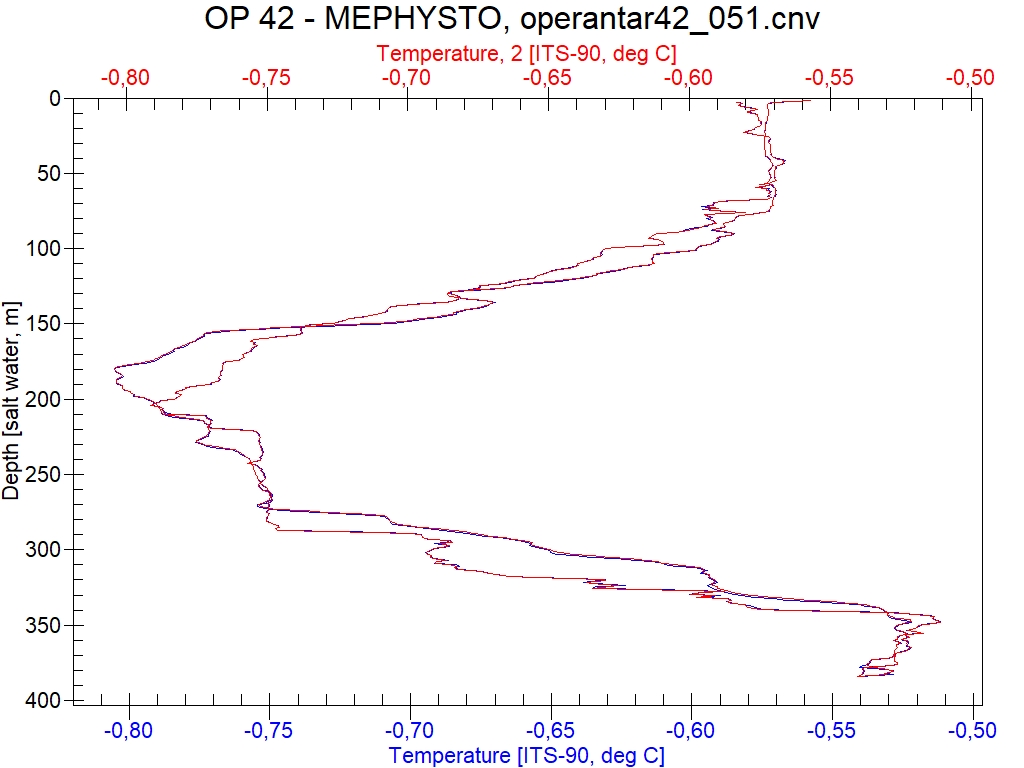 OP 42 - MEPHYSTO, operantar42_051.cnv
Temperature, 2 [ITS-90, deg C]
-0,80 -0,75 -0,70 -0,65 -0,60 -0,55 -0,50
0
50
100
150
200
250
300
350
400
Depth [salt water, m]
-0,80 -0,75 -0,70 -0,65 -0,60 -0,55 -0,50
Temperature [ITS-90, deg C]